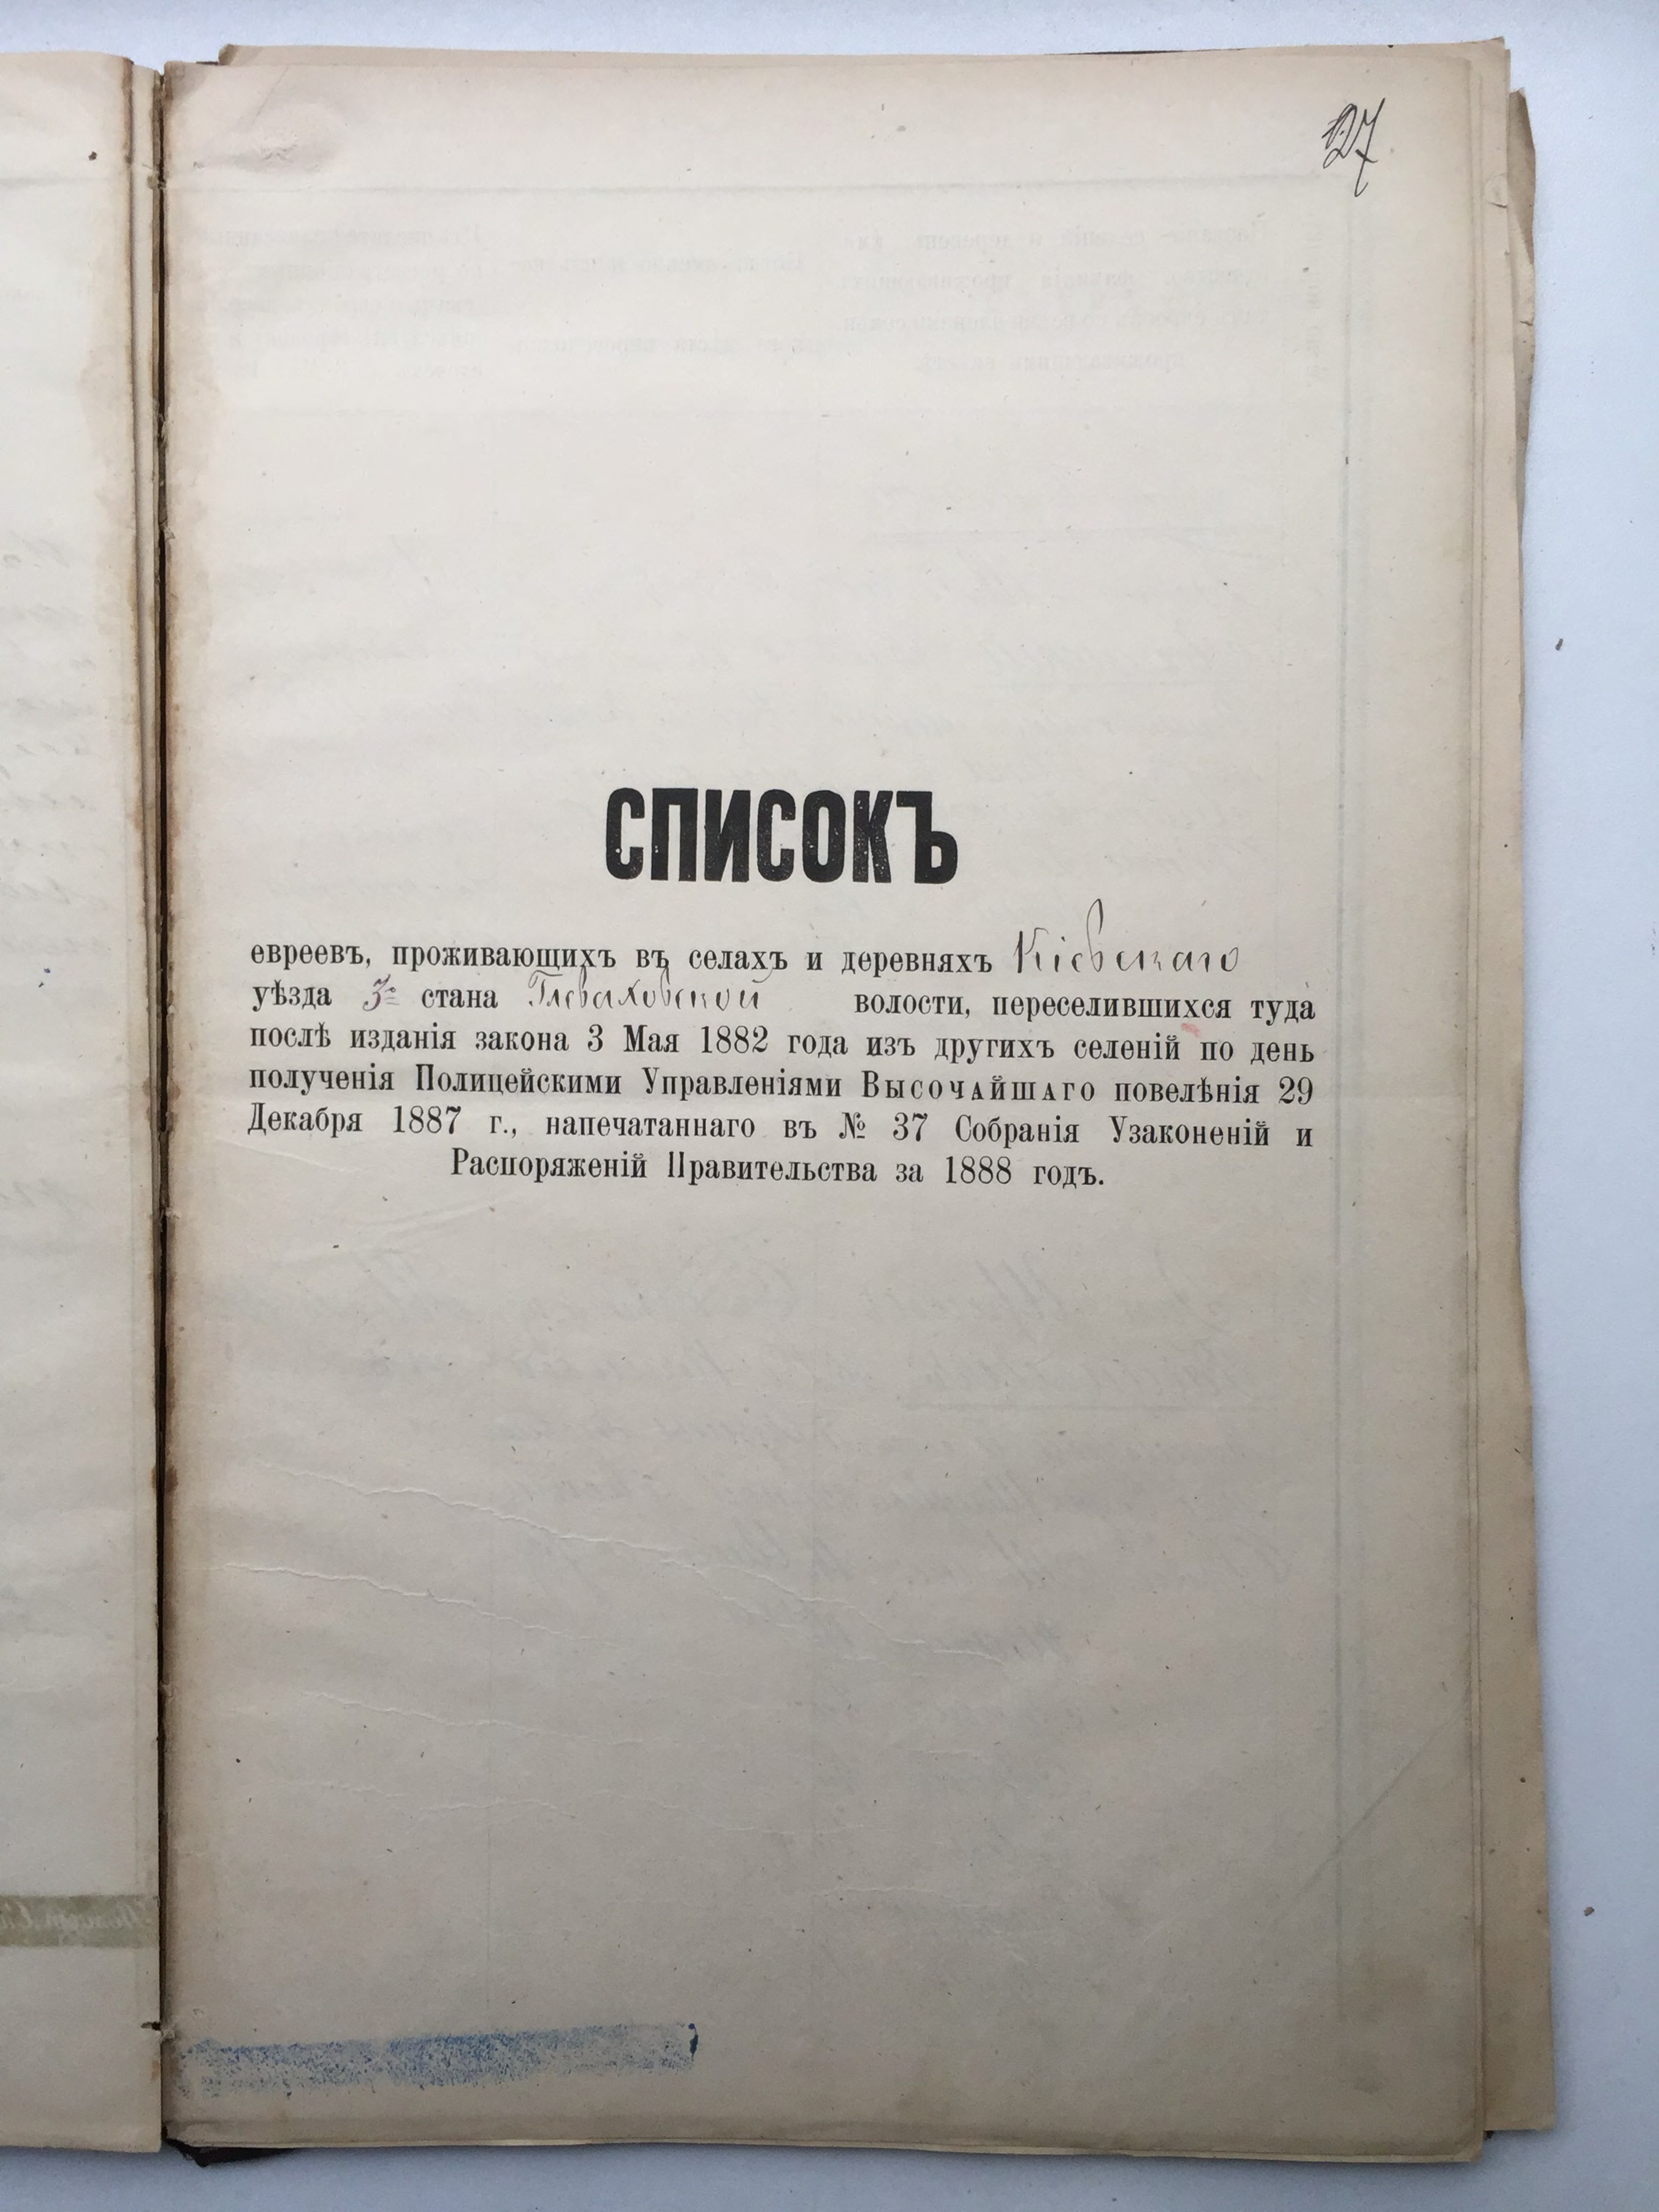 127
СПИСОКЪ
евреевъ, проживающихъ въ селахъ и деревняхъ Кіевскаго
уѣзда 3го стана Глеваховской волости, переселившихся туда
послѣ изданія закона 3 Мая 1882 года изъ другихъ селеній по день
полученія Полицейскими Управленіями Высочайшаго повелѣнія 29
Декабря 1887 г., напечатаннаго въ № 37 Собранія Узаконеній и
Распоряженій Правительства за 1888 годъ.